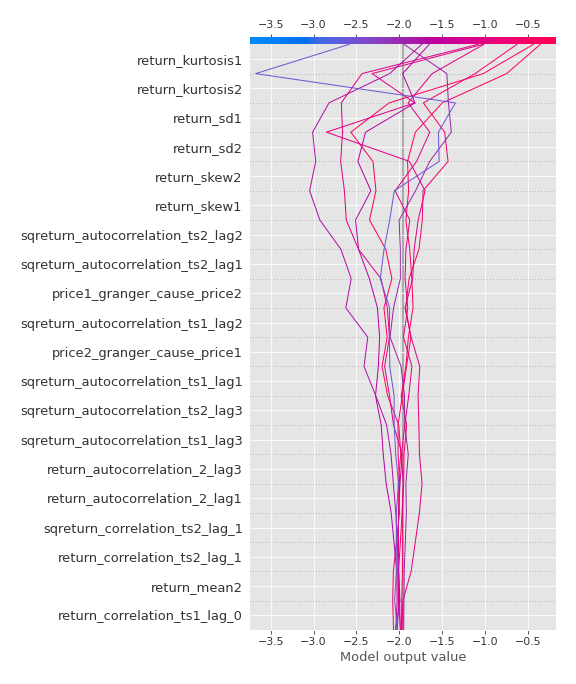 −3.5 −3.0 −2.5 −2.0 −1.5 −1.0 −0.5
return_kurtosis1
return_kurtosis2
return_sd1
return_sd2
return_skew2
return_skew1
sqreturn_autocorrelation_ts2_lag2
sqreturn_autocorrelation_ts2_lag1
price1_granger_cause_price2
sqreturn_autocorrelation_ts1_lag2
price2_granger_cause_price1
sqreturn_autocorrelation_ts1_lag1
sqreturn_autocorrelation_ts2_lag3
sqreturn_autocorrelation_ts1_lag3
return_autocorrelation_2_lag3
return_autocorrelation_2_lag1
sqreturn_correlation_ts2_lag_1
return_correlation_ts2_lag_1
return_mean2
return_correlation_ts1_lag_0
−3.5 −3.0 −2.5 −2.0 −1.5 −1.0 −0.5
Model output value